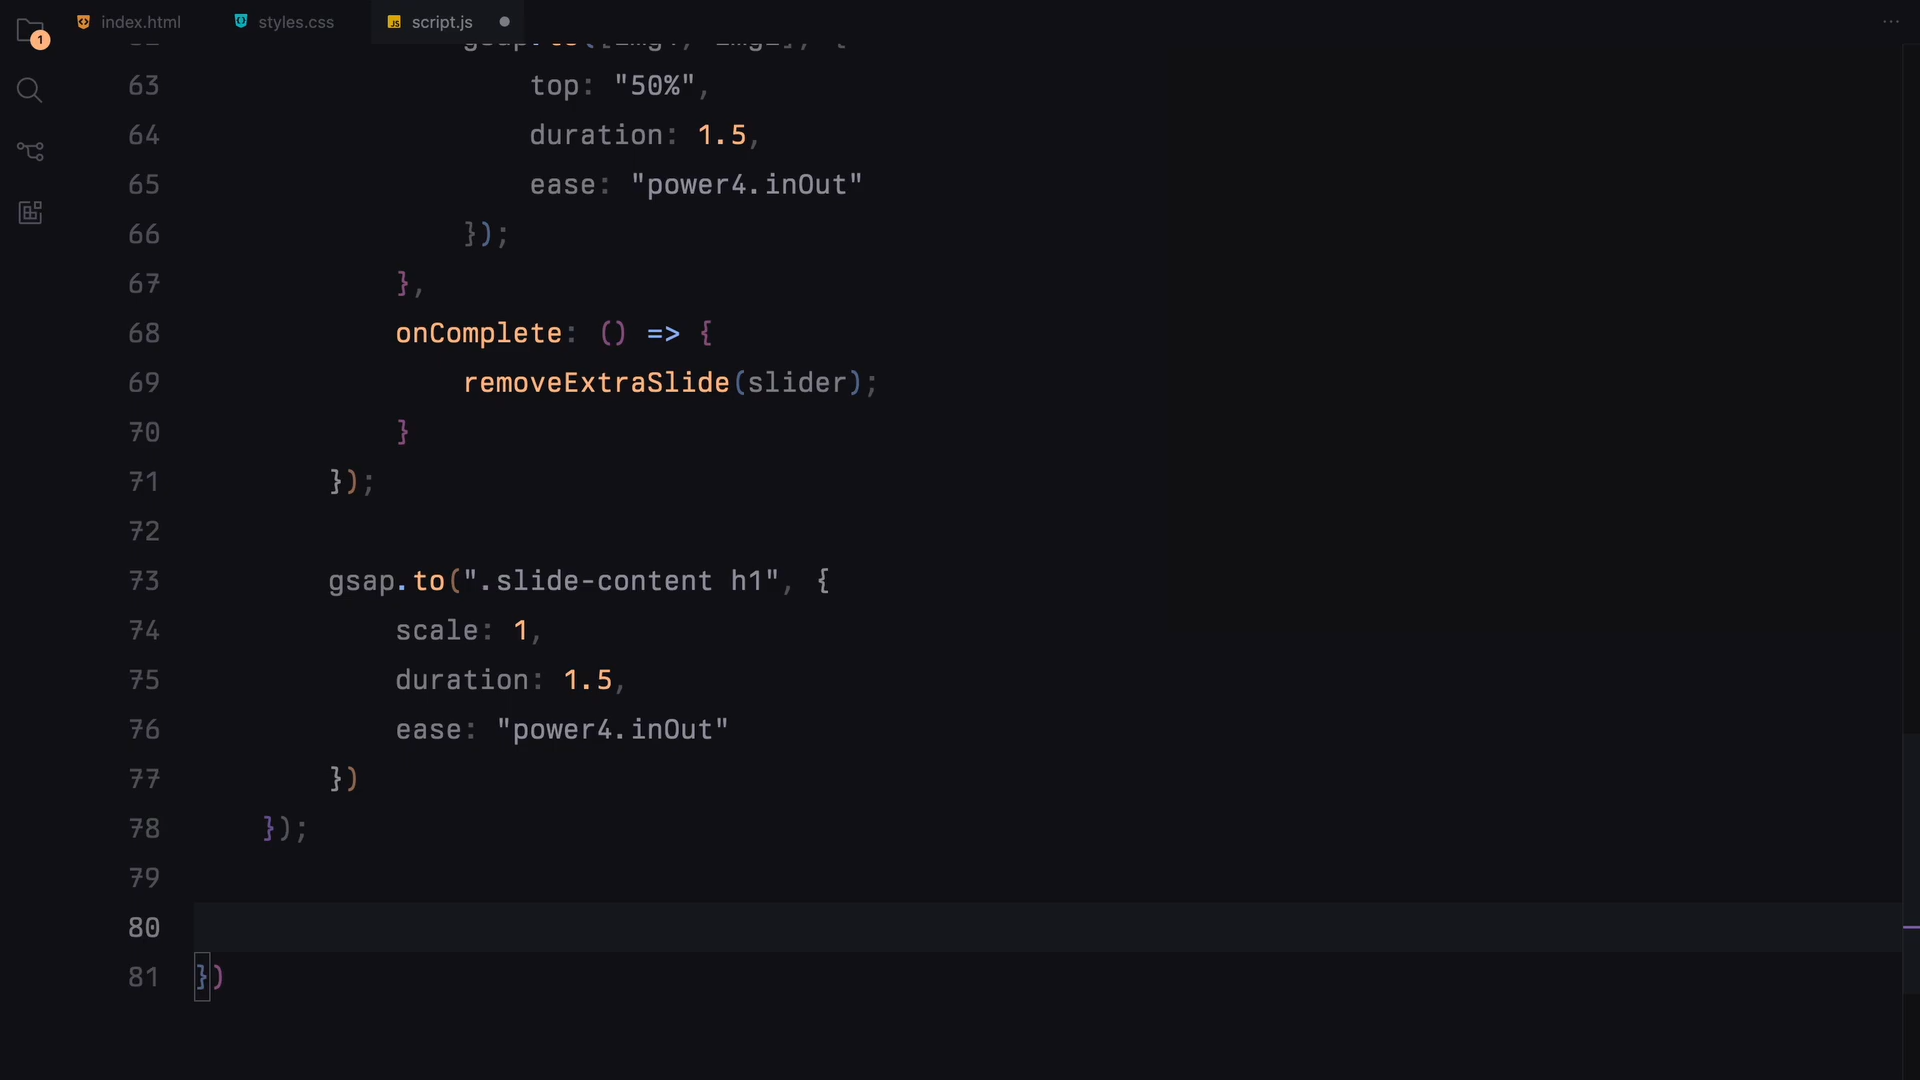 1
index.html
styles.css
JS script.js
63 top: "50%",
64 duration: 1.5,
65 ease: "power4.inOut"
66 });
67 },
68 onComplete: () => {
69 removeExtraSlide(slider);
70 }
71 });
72
73 gsap.to(".slide-content h1", {
74 scale: 1,
75 duration: 1.5,
76 ease: "power4.inOut"
77 })
78 });
79
80
81 })